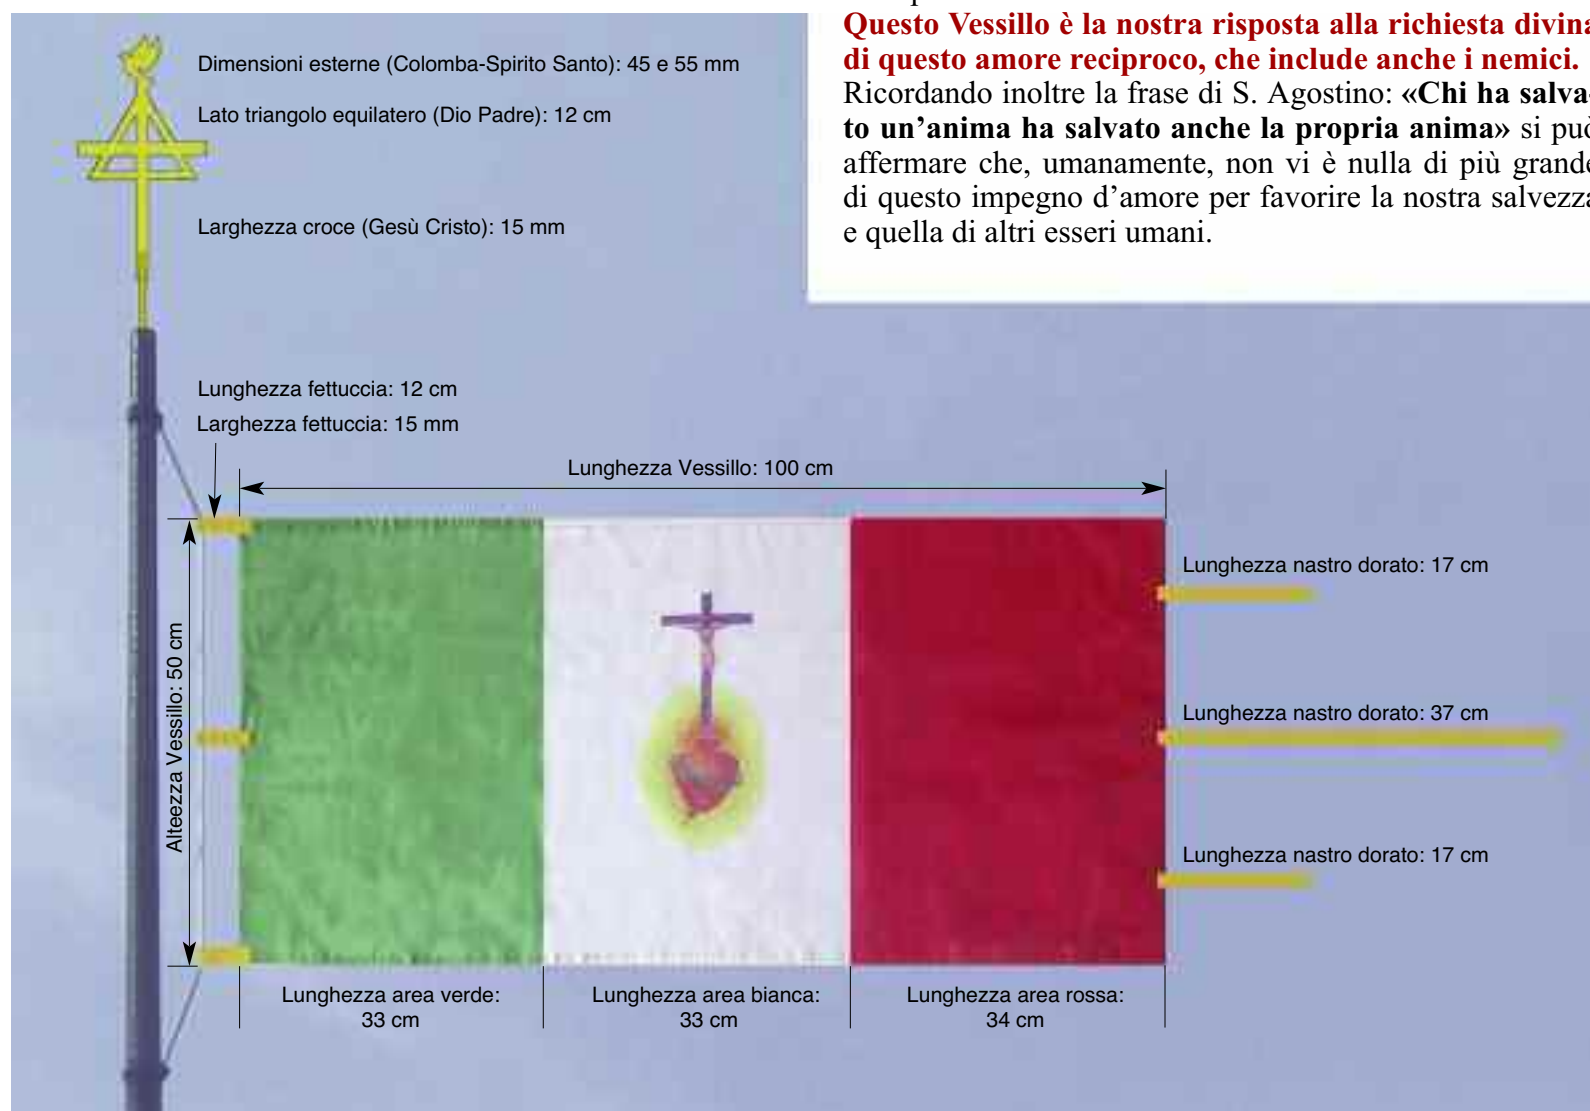 Questo Vessillo è la nostra risposta alla richiesta divina
di questo amore reciproco, che include anche i nemici.
Ricordando inoltre la frase di S. Agostino: «Chi ha salva-
to un’anima ha salvato anche la propria anima» si può
affermare che, umanamente, non vi è nulla di più grande
di questo impegno d’amore per favorire la nostra salvezza
e quella di altri esseri umani.
Dimensioni esterne (Colomba-Spirito Santo): 45 e 55 mm
Lato triangolo equilatero (Dio Padre): 12 cm
Larghezza croce (Gesù Cristo): 15 mm
Lunghezza fettuccia: 12 cm
Larghezza fettuccia: 15 mm
Lunghezza Vessillo: 100 cm
Alteezza Vessillo: 50 cm
Lunghezza nastro dorato: 17 cm
Lunghezza nastro dorato: 37 cm
Lunghezza nastro dorato: 17 cm
Lunghezza area verde:
33 cm
Lunghezza area bianca:
33 cm
Lunghezza area rossa:
34 cm